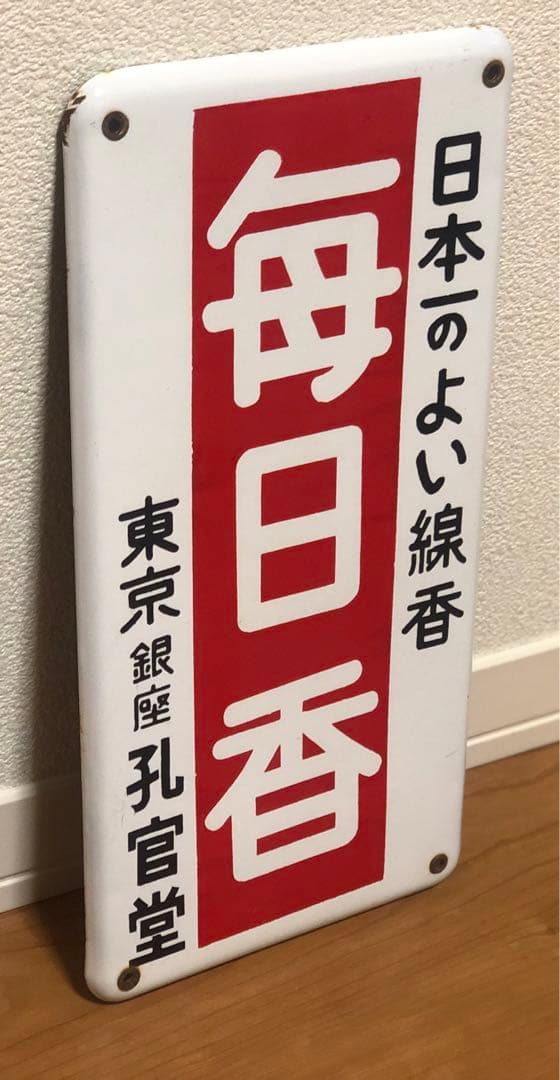 日本一のよい線香
毎日香
東京銀座孔官堂